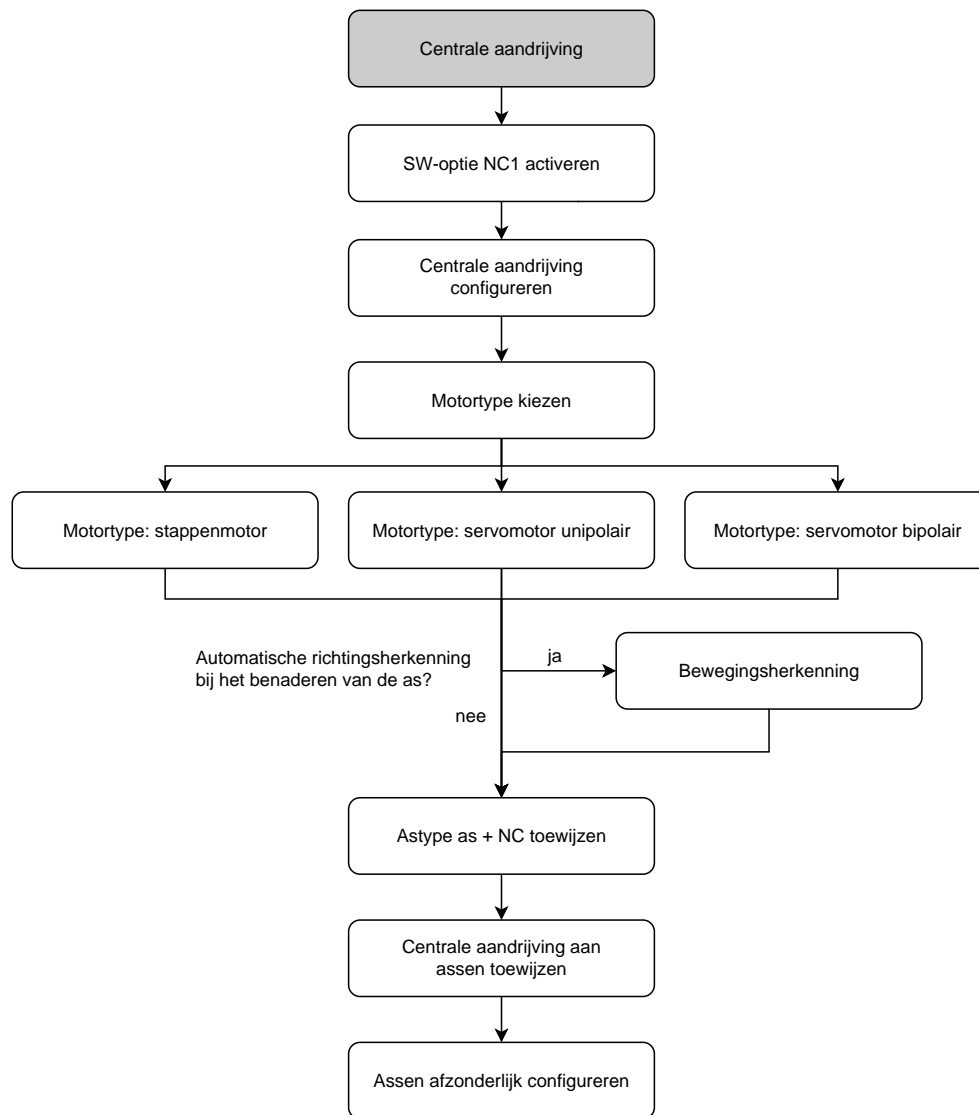 Centrale aandrijving
SW-optie NC1 activeren
Centrale aandrijving
configureren
Motortype kiezen
Motortype: stappenmotor
Motortype: servomotor unipolair
Motortype: servomotor bipolair
Automatische richtingsherkenning
bij het benaderen van de as?
ja
Bewegingsherkenning
nee
Astype as + NC toewijzen
Centrale aandrijving aan
assen toewijzen
Assen afzonderlijk configureren